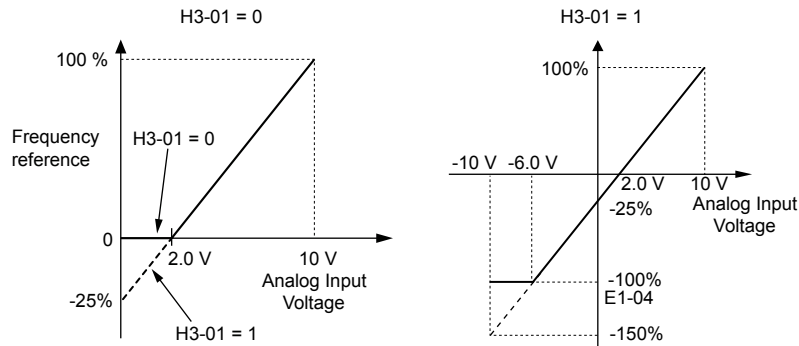 H3-01 = 0
100 %
Frequency
reference
H3-01 = 0
0
2.0 V
10 V
Analog Input
Voltage
-25%
H3-01 = 1
H3-01 = 1
100%
-10 V
-6.0 V
2.0 V
10 V
Analog Input
Voltage
-25%
-100%
E1-04
-150%